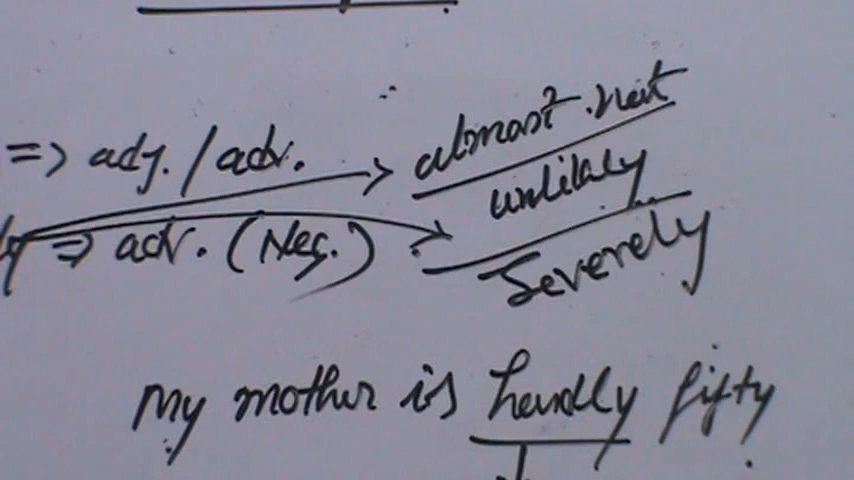 => adj./adv. > almost not
unlikely
y => adv. (Neg.) Severely
My mother is hardly fifty